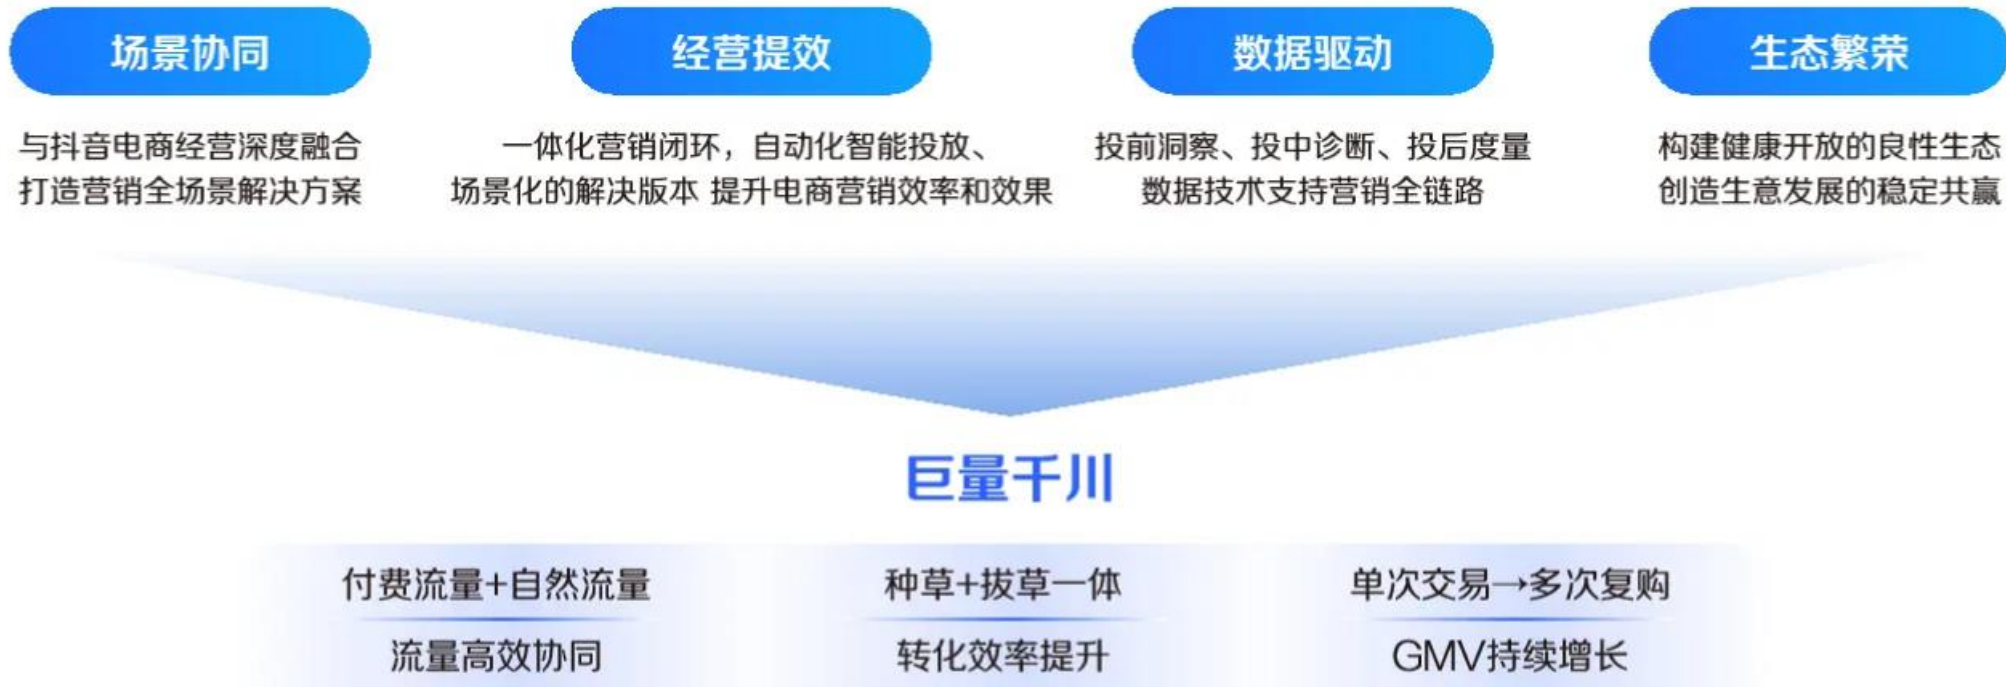 场景协同
与抖音电商经营深度融合
打造营销全场景解决方案
经营提效
一体化营销闭环，自动化智能投放、
场景化的解决版本 提升电商营销效率和效果
数据驱动
投前洞察、投中诊断、投后度量
数据技术支持营销全链路
生态繁荣
构建健康开放的良性生态
创造生意发展的稳定共赢
巨量千川
付费流量+自然流量
流量高效协同
种草+拔草一体
转化效率提升
单次交易→多次复购
GMV持续增长